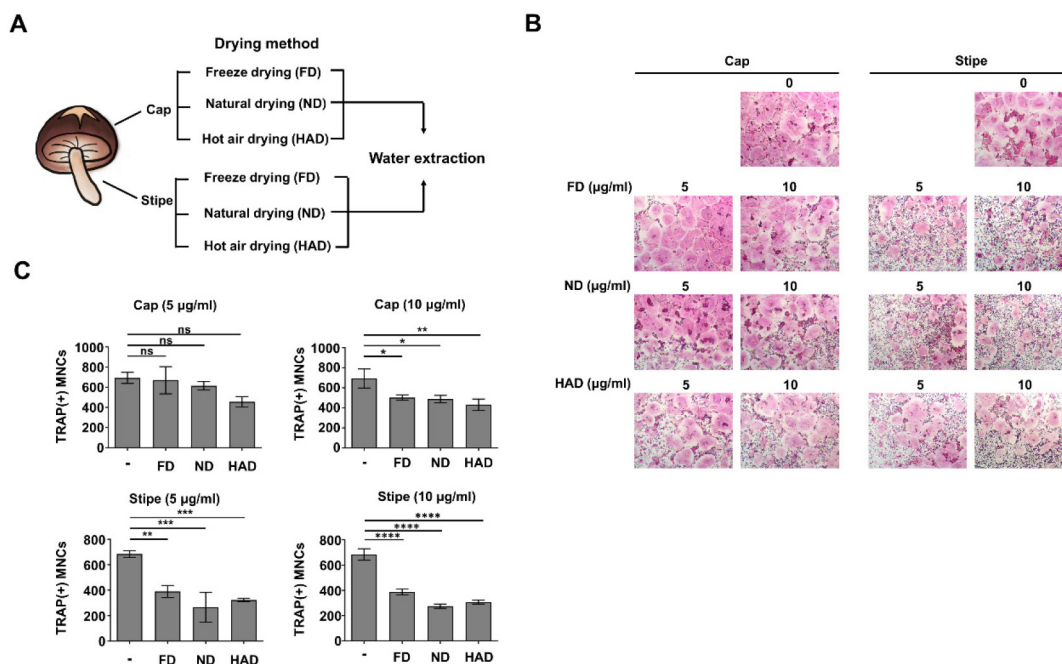 A
Drying method
Cap
Freeze drying (FD)
Natural drying (ND)
Hot air drying (HAD)
Stipe
Freeze drying (FD)
Natural drying (ND)
Hot air drying (HAD)
Water extraction
B
Cap Stipe
0 0
FD (μg/ml) 5 10 5 10
ND (μg/ml) 5 10 5 10
HAD (μg/ml) 5 10 5 10
C
Cap (5 μg/ml)
ns
ns
ns
TRAP(+) MNCs
1000
800
600
400
200
0
- FD ND HAD
Cap (10 μg/ml)
**
*
*
TRAP(+) MNCs
1000
800
600
400
200
0
- FD ND HAD
Stipe (5 μg/ml)
***
***
**
TRAP(+) MNCs
800
600
400
200
0
- FD ND HAD
Stipe (10 μg/ml)
****
****
****
TRAP(+) MNCs
800
600
400
200
0
- FD ND HAD